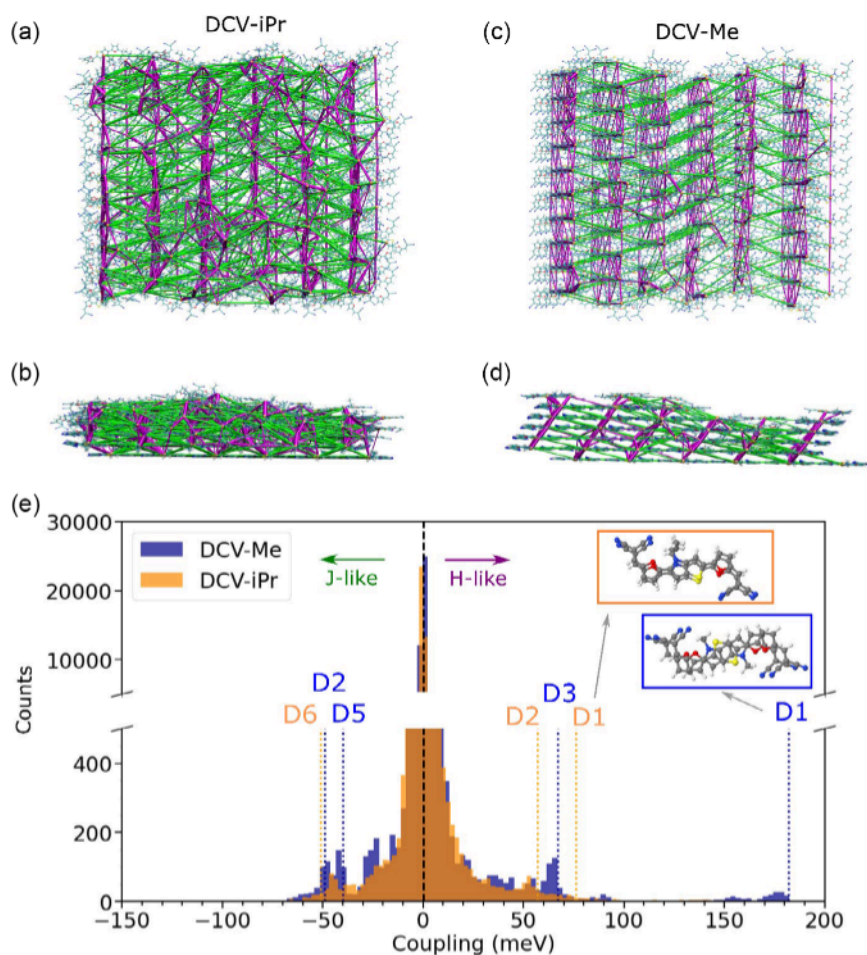 (a) DCV-iPr
(c) DCV-Me
(b)
(d)
(e)
30000
20000
10000
400
200
0
Counts
DCV-Me
DCV-iPr
J-like
H-like
D2
D6
D5
D3
D2
D1
D1
−150
−100
−50
0
50
100
150
200
Coupling (meV)